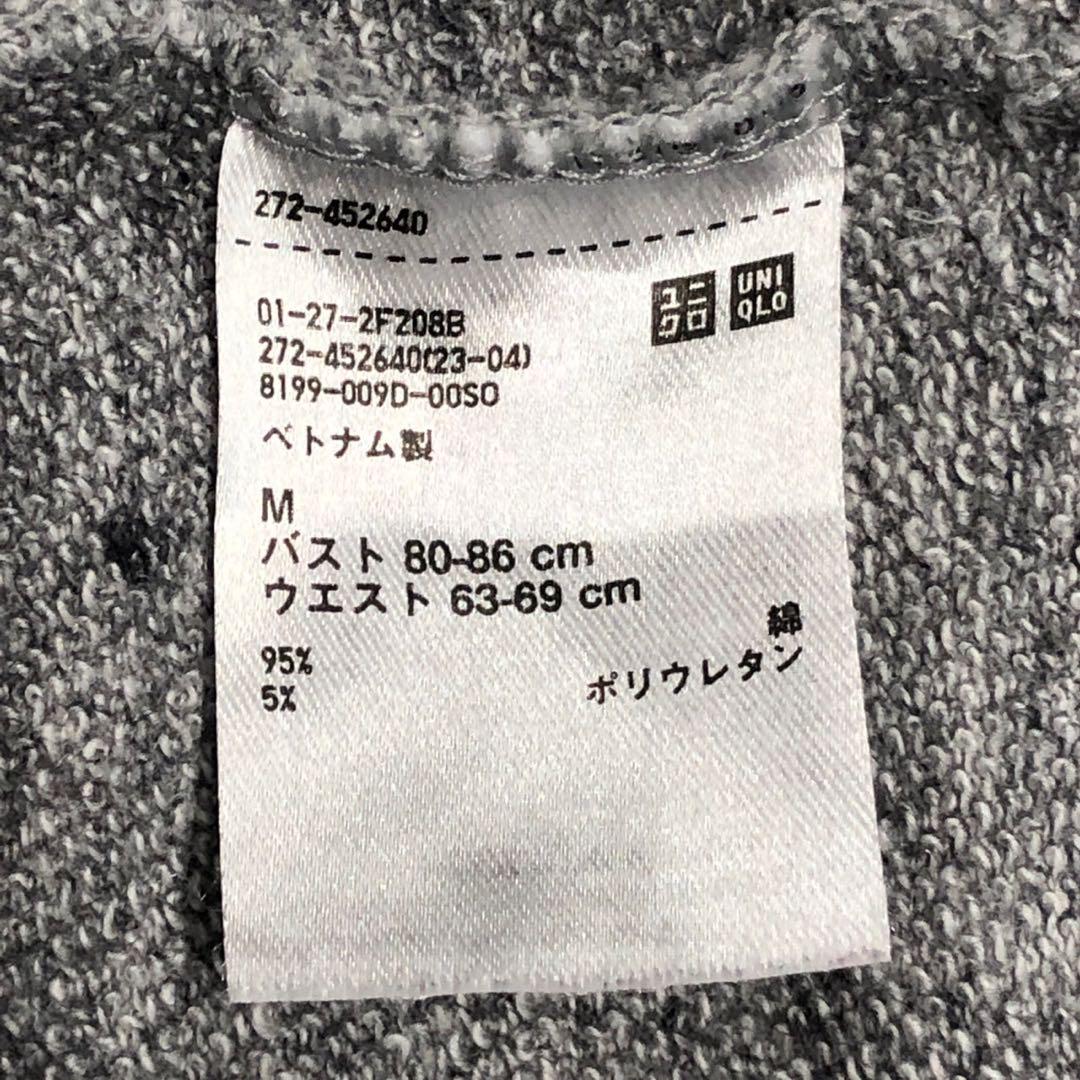 272-452640
ユニ
クロ
UNI
QLO
01-27-2F208B
272-452640(23-04)
8199-009D-00SO
ベトナム製
M
バスト 80-86 cm
ウエスト 63-69 cm
95% 綿
5% ポリウレタン